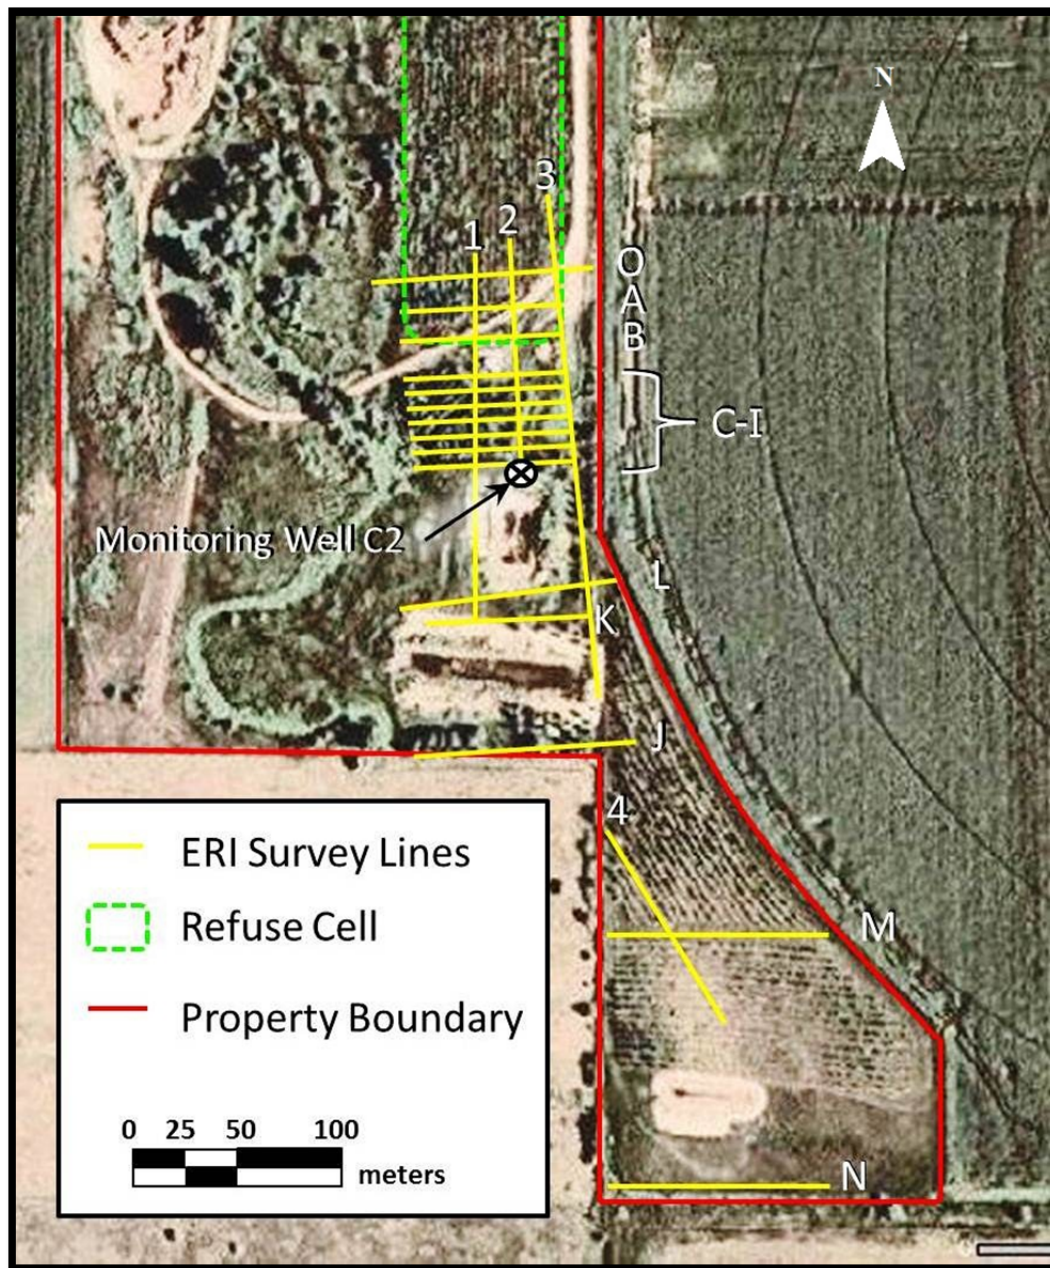 N
3
2
1
O
A
B
C-I
Monitoring Well C2
L
K
J
4
M
N
ERI Survey Lines
Refuse Cell
Property Boundary
0 25 50 100
meters